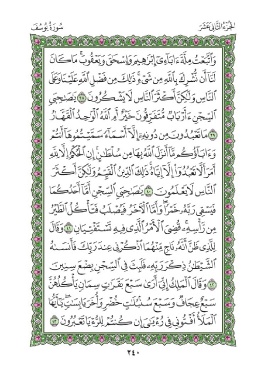 الجزء الثاني عشر
سورة يوسف
وَٱتَّبَعْتُ مِلَّةَ ءَابَآءِىٓ إِبْرَٰهِيمَ وَإِسْحَٰقَ وَيَعْقُوبَ ۚ مَا كَانَ
لَنَآ أَن نُّشْرِكَ بِٱللَّهِ مِن شَىْءٍ ۚ ذَٰلِكَ مِن فَضْلِ ٱللَّهِ عَلَيْنَا وَعَلَى
ٱلنَّاسِ وَلَٰكِنَّ أَكْثَرَ ٱلنَّاسِ لَا يَشْكُرُونَ ٣٨ يَٰصَىٰحِبَىِ
ٱلسِّجْنِ ءَأَرْبَابٌ مُّتَفَرِّقُونَ خَيْرٌ أَمِ ٱللَّهُ ٱلْوَٰحِدُ ٱلْقَهَّارُ
٣٩ مَا تَعْبُدُونَ مِن دُونِهِۦٓ إِلَّآ أَسْمَآءً سَمَّيْتُمُوهَآ أَنتُمْ
وَءَابَآؤُكُم مَّآ أَنزَلَ ٱللَّهُ بِهَا مِن سُلْطَٰنٍ ۚ إِنِ ٱلْحُكْمُ إِلَّا لِلَّهِ ۚ
أَمَرَ أَلَّا تَعْبُدُوٓا۟ إِلَّآ إِيَّاهُ ۚ ذَٰلِكَ ٱلدِّينُ ٱلْقَيِّمُ وَلَٰكِنَّ أَكْثَرَ
ٱلنَّاسِ لَا يَعْلَمُونَ ٤٠ يَٰصَىٰحِبَىِ ٱلسِّجْنِ أَمَّآ أَحَدُكُمَا
فَيَسْقِى رَبَّهُۥ خَمْرًا ۖ وَأَمَّا ٱلْءَاخَرُ فَيُصْلَبُ فَتَأْكُلُ ٱلطَّيْرُ
مِن رَّأْسِهِۦ ۚ قُضِىَ ٱلْأَمْرُ ٱلَّذِى فِيهِ تَسْتَفْتِيَانِ ٤١ وَقَالَ
لِلَّذِى ظَنَّ أَنَّهُۥ نَاجٍ مِّنْهُمَا ٱذْكُرْنِى عِندَ رَبِّكَ فَأَنسَىٰهُ
ٱلشَّيْطَٰنُ ذِكْرَ رَبِّهِۦ فَلَبِثَ فِى ٱلسِّجْنِ بِضْعَ سِنِينَ
٤٢ وَقَالَ ٱلْمَلِكُ إِنِّىٓ أَرَىٰ سَبْعَ بَقَرَٰتٍ سِمَانٍ يَأْكُلُهُنَّ
سَبْعٌ عِجَافٌ وَسَبْعَ سُنۢبُلَٰتٍ خُضْرٍ وَأُخَرَ يَابِسَٰتٍ ۖ يَٰٓأَيُّهَا
ٱلْمَلَأُ أَفْتُونِى فِى رُءْيَٰىَ إِن كُنتُمْ لِلرُّءْيَا تَعْبُرُونَ ٤٣
٢٤٠